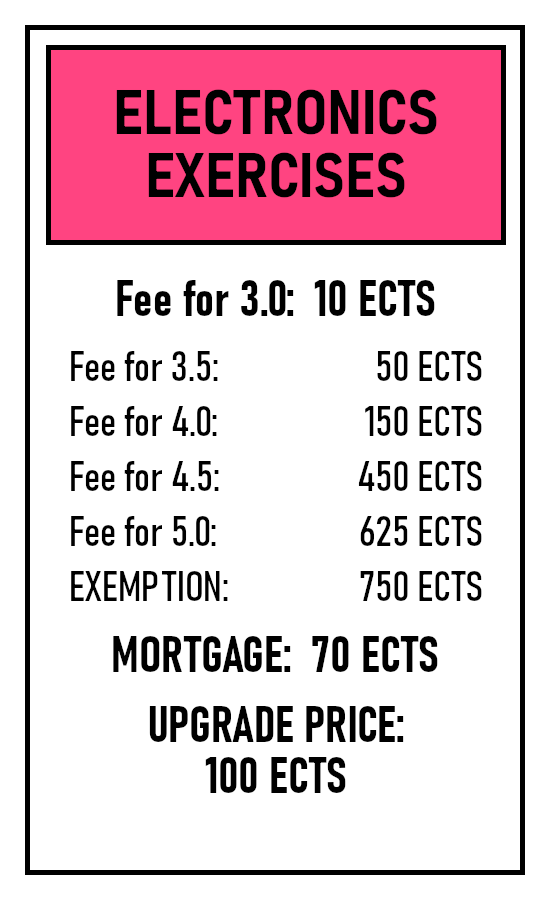 ELECTRONICS
EXERCISES
Fee for 3.0: 10 ECTS
Fee for 3.5: 50 ECTS
Fee for 4.0: 150 ECTS
Fee for 4.5: 450 ECTS
Fee for 5.0: 625 ECTS
EXEMPTION: 750 ECTS
MORTGAGE: 70 ECTS
UPGRADE PRICE:
100 ECTS